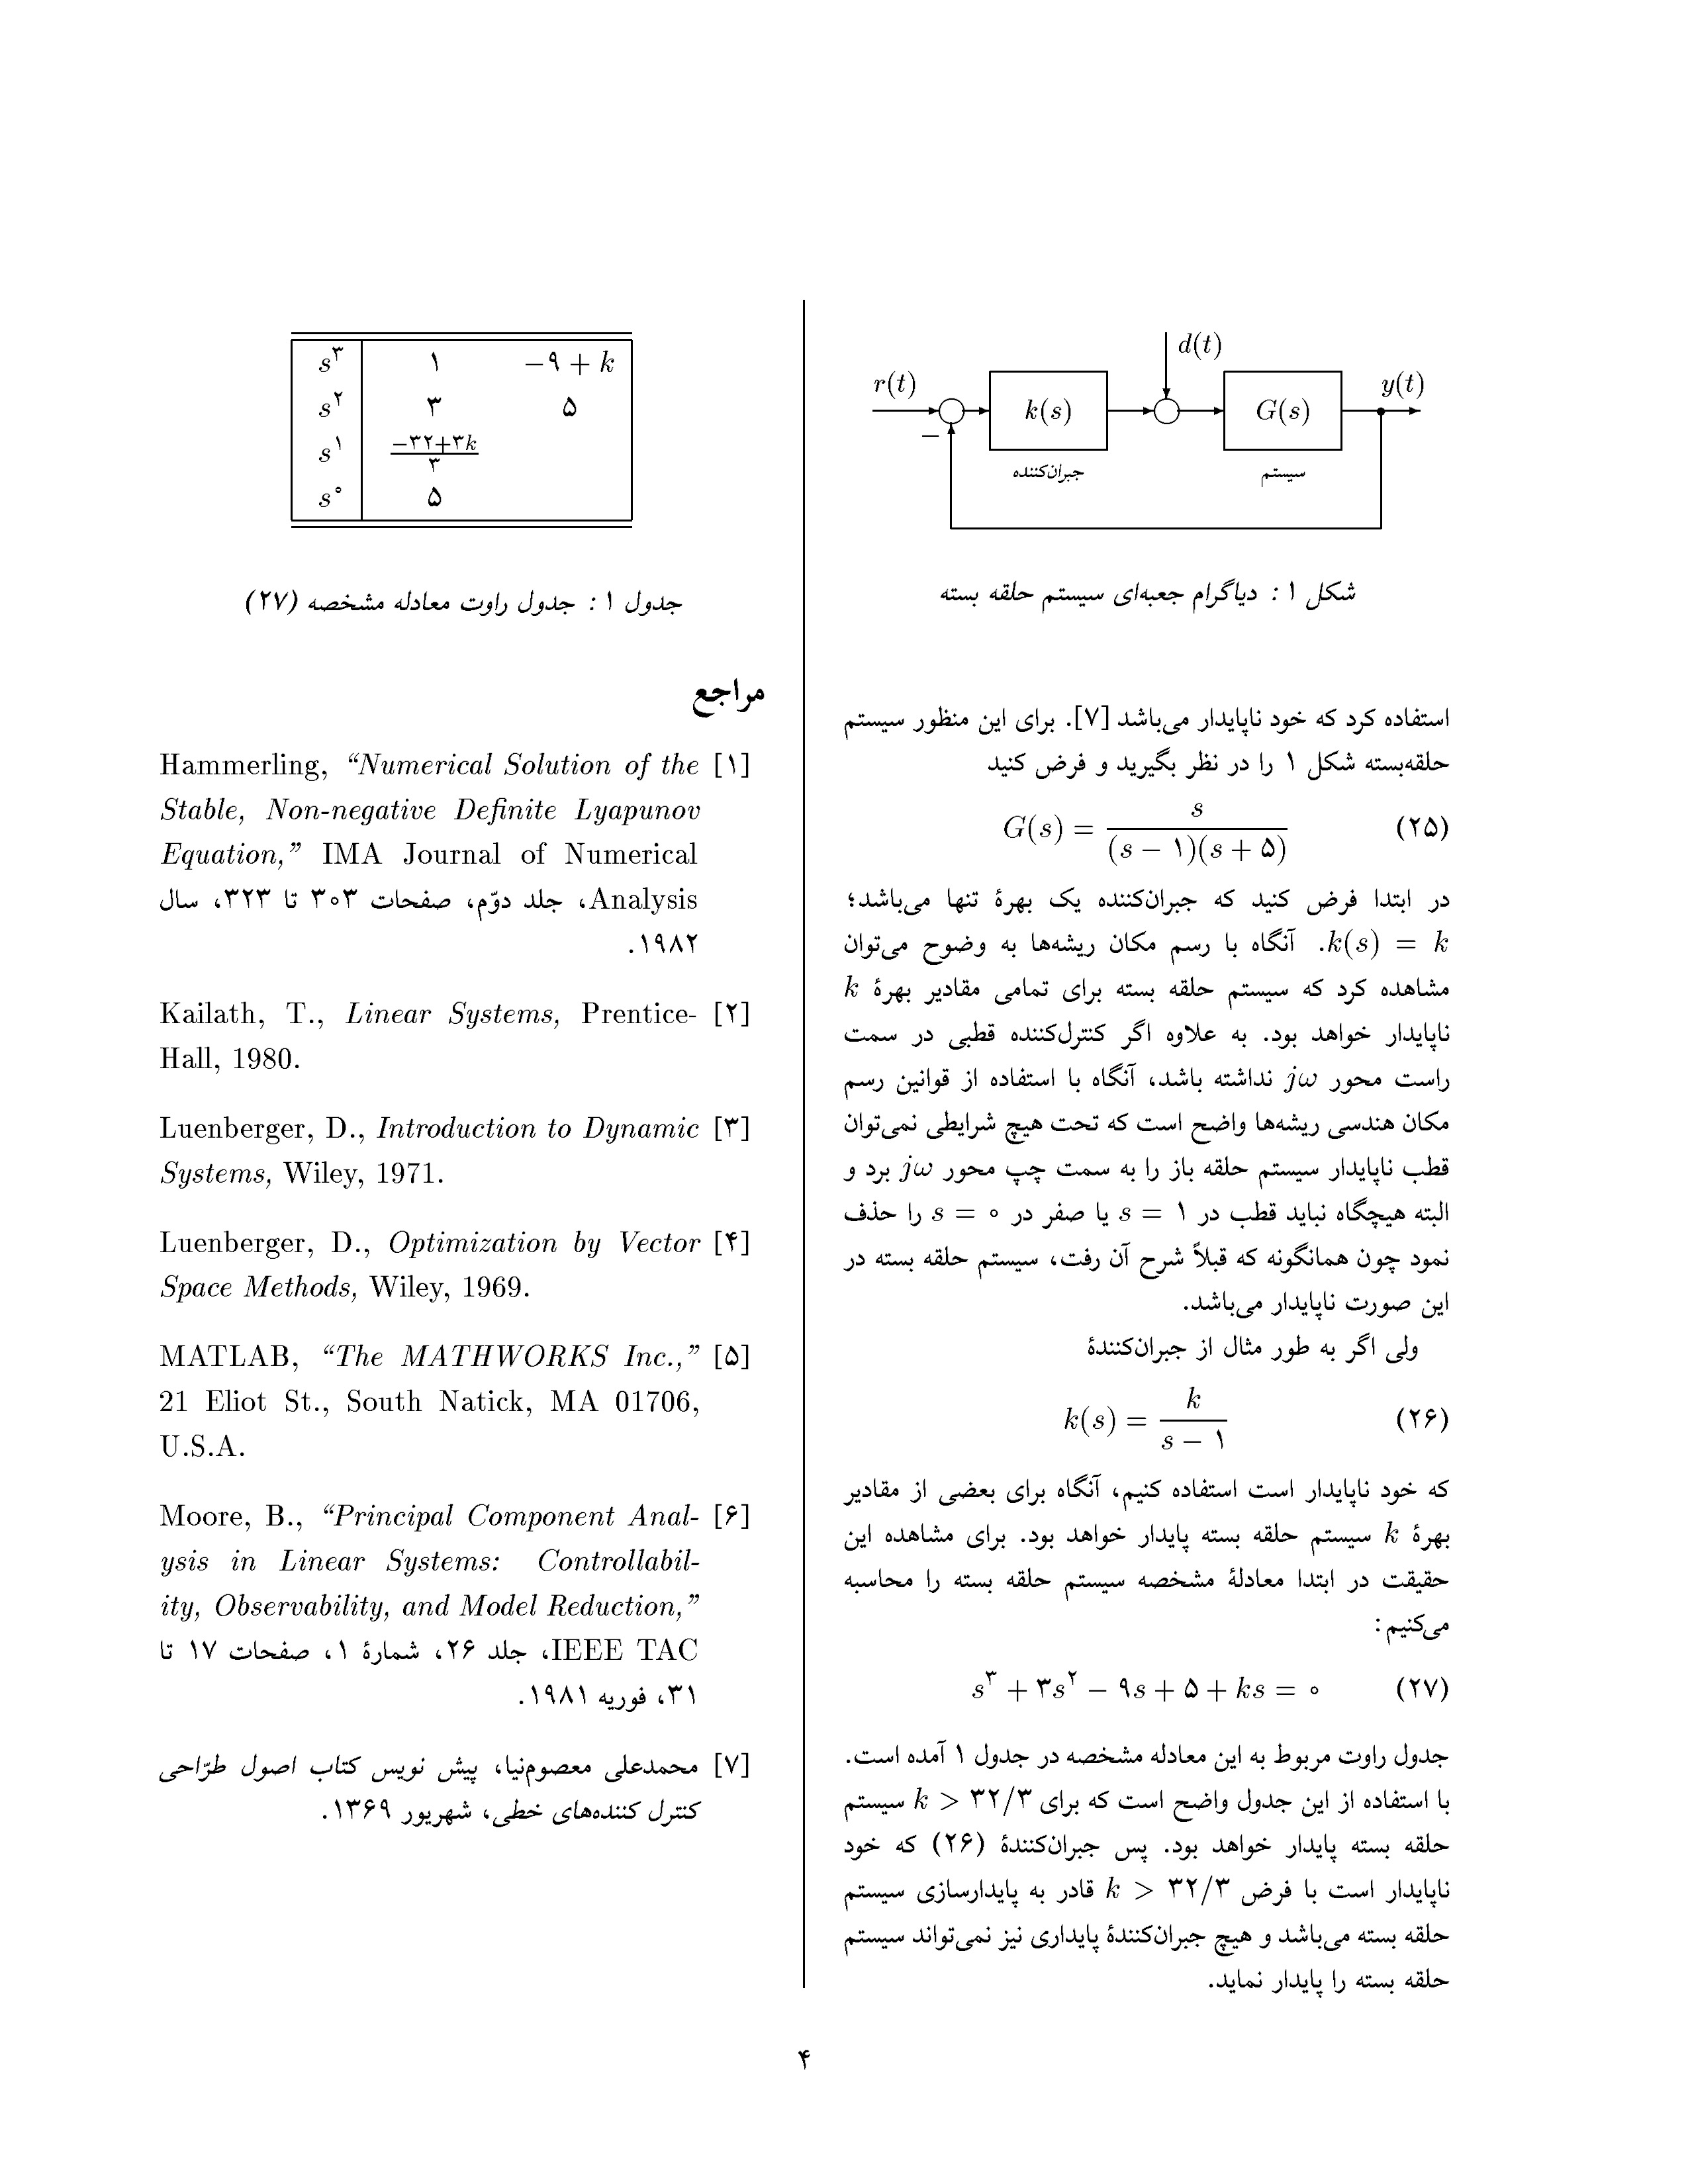 d(t)
r(t)
k(s)
G(s)
y(t)
−
جبران‌کننده
سیستم
شکل ۱ : دیاگرام جعبه‌ای سیستم حلقه بسته
استفاده کرد که خود ناپایدار می‌باشد [۷]. برای این منظور سیستم
حلقه‌بسته شکل ۱ را در نظر بگیرید و فرض کنید
G(s) = s / ((s − ۱)(s + ۵)) (۲۵)
در ابتدا فرض کنید که جبران‌کننده یک بهرهٔ تنها می‌باشد؛
k(s) = k. آنگاه با رسم مکان ریشه‌ها به وضوح می‌توان
مشاهده کرد که سیستم حلقه بسته برای تمامی مقادیر بهرهٔ k
ناپایدار خواهد بود. به علاوه اگر کنترل‌کننده قطبی در سمت
راست محور jω نداشته باشد، آنگاه با استفاده از قوانین رسم
مکان هندسی ریشه‌ها واضح است که تحت هیچ شرایطی نمی‌توان
قطب ناپایدار سیستم حلقه باز را به سمت چپ محور jω برد و
البته هیچگاه نباید قطب در s = ۱ یا صفر در s = ۰ را حذف
نمود چون همانگونه که قبلاً شرح آن رفت، سیستم حلقه بسته در
این صورت ناپایدار می‌باشد.
ولی اگر به طور مثال از جبران‌کنندهٔ
k(s) = k / (s − ۱) (۲۶)
که خود ناپایدار است استفاده کنیم، آنگاه برای بعضی از مقادیر
بهرهٔ k سیستم حلقه بسته پایدار خواهد بود. برای مشاهده این
حقیقت در ابتدا معادلهٔ مشخصه سیستم حلقه بسته را محاسبه
می‌کنیم :
s^۳ + ۳s^۲ − ۹s + ۵ + ks = ۰ (۲۷)
جدول راوت مربوط به این معادله مشخصه در جدول ۱ آمده است.
با استفاده از این جدول واضح است که برای k > ۳۲/۳ سیستم
حلقه بسته پایدار خواهد بود. پس جبران‌کنندهٔ (۲۶) که خود
ناپایدار است با فرض k > ۳۲/۳ قادر به پایدارسازی سیستم
حلقه بسته می‌باشد و هیچ جبران‌کنندهٔ پایداری نیز نمی‌تواند سیستم
حلقه بسته را پایدار نماید.
s^۳ ۱ −۹ + k
s^۲ ۳ ۵
s^۱ (−۳۲+۳k)/۳
s^۰ ۵
جدول ۱ : جدول راوت معادله مشخصه (۲۷)
مراجع
[۱] Hammerling, “Numerical Solution of the
Stable, Non-negative Definite Lyapunov
Equation,” IMA Journal of Numerical
Analysis، جلد دوّم، صفحات ۳۰۳ تا ۳۲۳، سال
۱۹۸۲.
[۲] Kailath, T., Linear Systems, Prentice-
Hall, 1980.
[۳] Luenberger, D., Introduction to Dynamic
Systems, Wiley, 1971.
[۴] Luenberger, D., Optimization by Vector
Space Methods, Wiley, 1969.
[۵] MATLAB, “The MATHWORKS Inc.,”
21 Eliot St., South Natick, MA 01706,
U.S.A.
[۶] Moore, B., “Principal Component Anal-
ysis in Linear Systems: Controllabil-
ity, Observability, and Model Reduction,”
IEEE TAC، جلد ۲۶، شمارهٔ ۱، صفحات ۱۷ تا
۳۱، فوریه ۱۹۸۱.
[۷] محمدعلی معصوم‌نیا، پیش نویس کتاب اصول طرّاحی
کنترل کننده‌های خطی، شهریور ۱۳۶۹.
۴